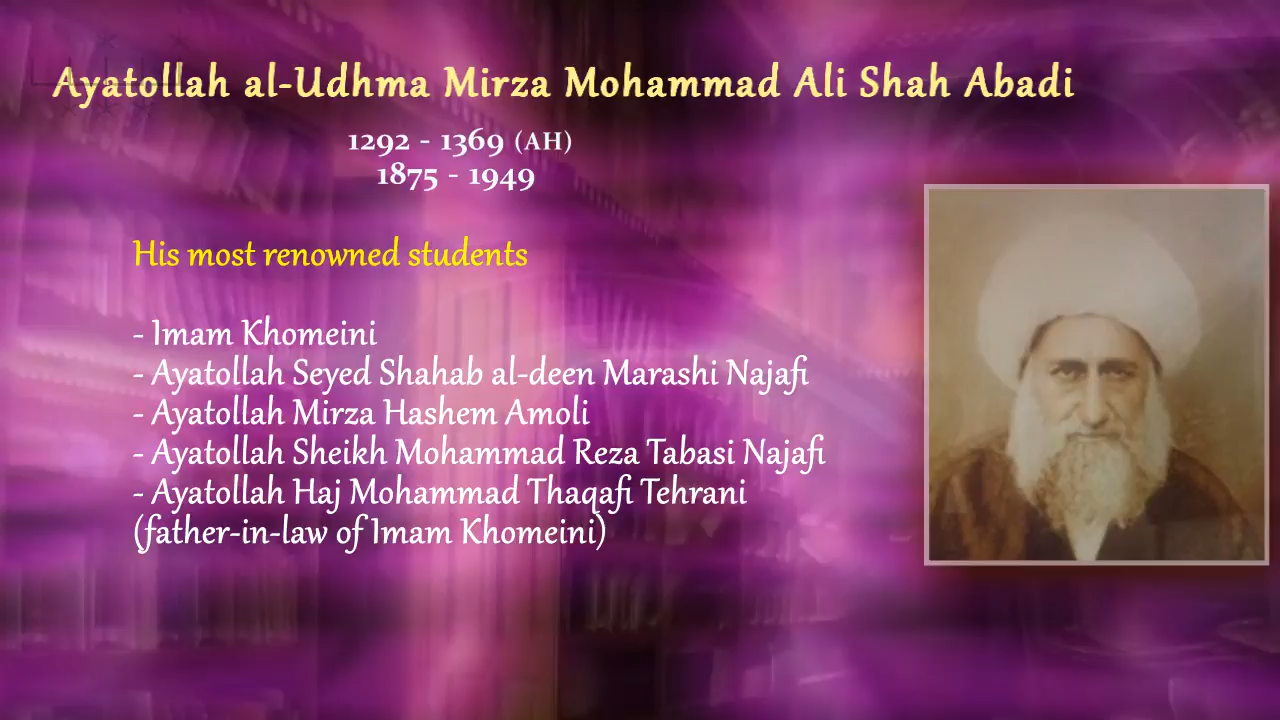 Ayatollah al-Udhma Mirza Mohammad Ali Shah Abadi
1292 - 1369 (AH)
1875 - 1949
His most renowned students
- Imam Khomeini
- Ayatollah Seyed Shahab al-deen Marashi Najafi
- Ayatollah Mirza Hashem Amoli
- Ayatollah Sheikh Mohammad Reza Tabasi Najafi
- Ayatollah Haj Mohammad Thaqafi Tehrani
(father-in-law of Imam Khomeini)